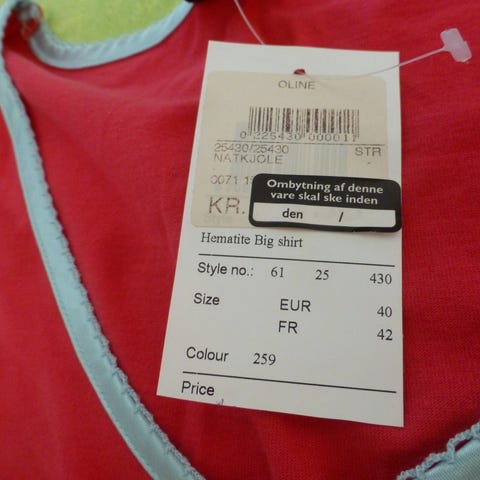 OLINE
0 225430 000017
25430/25430 STR
NATKJOLE -
KR.
Ombytning af denne
vare skal ske inden
den /
Hematite Big shirt
Style no.: 61 25 430
Size EUR 40
FR 42
Colour 259
Price